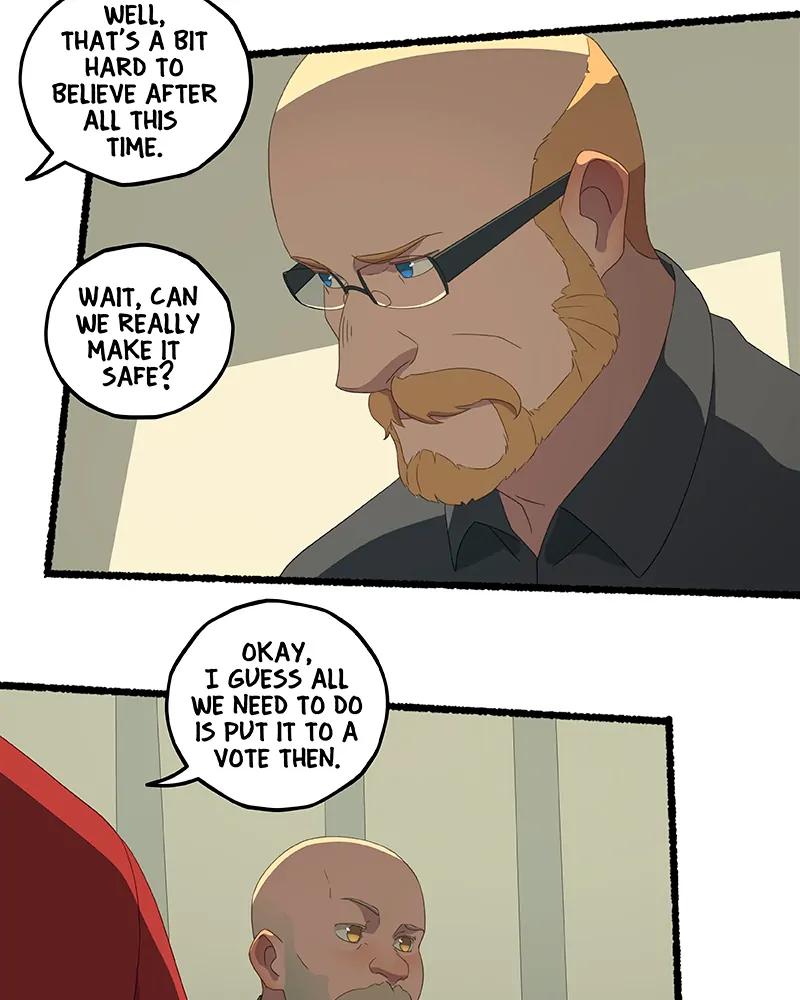 WELL,
THAT'S A BIT
HARD TO
BELIEVE AFTER
ALL THIS
TIME.
WAIT, CAN
WE REALLY
MAKE IT
SAFE?
OKAY,
I GUESS ALL
WE NEED TO DO
IS PUT IT TO A
VOTE THEN.